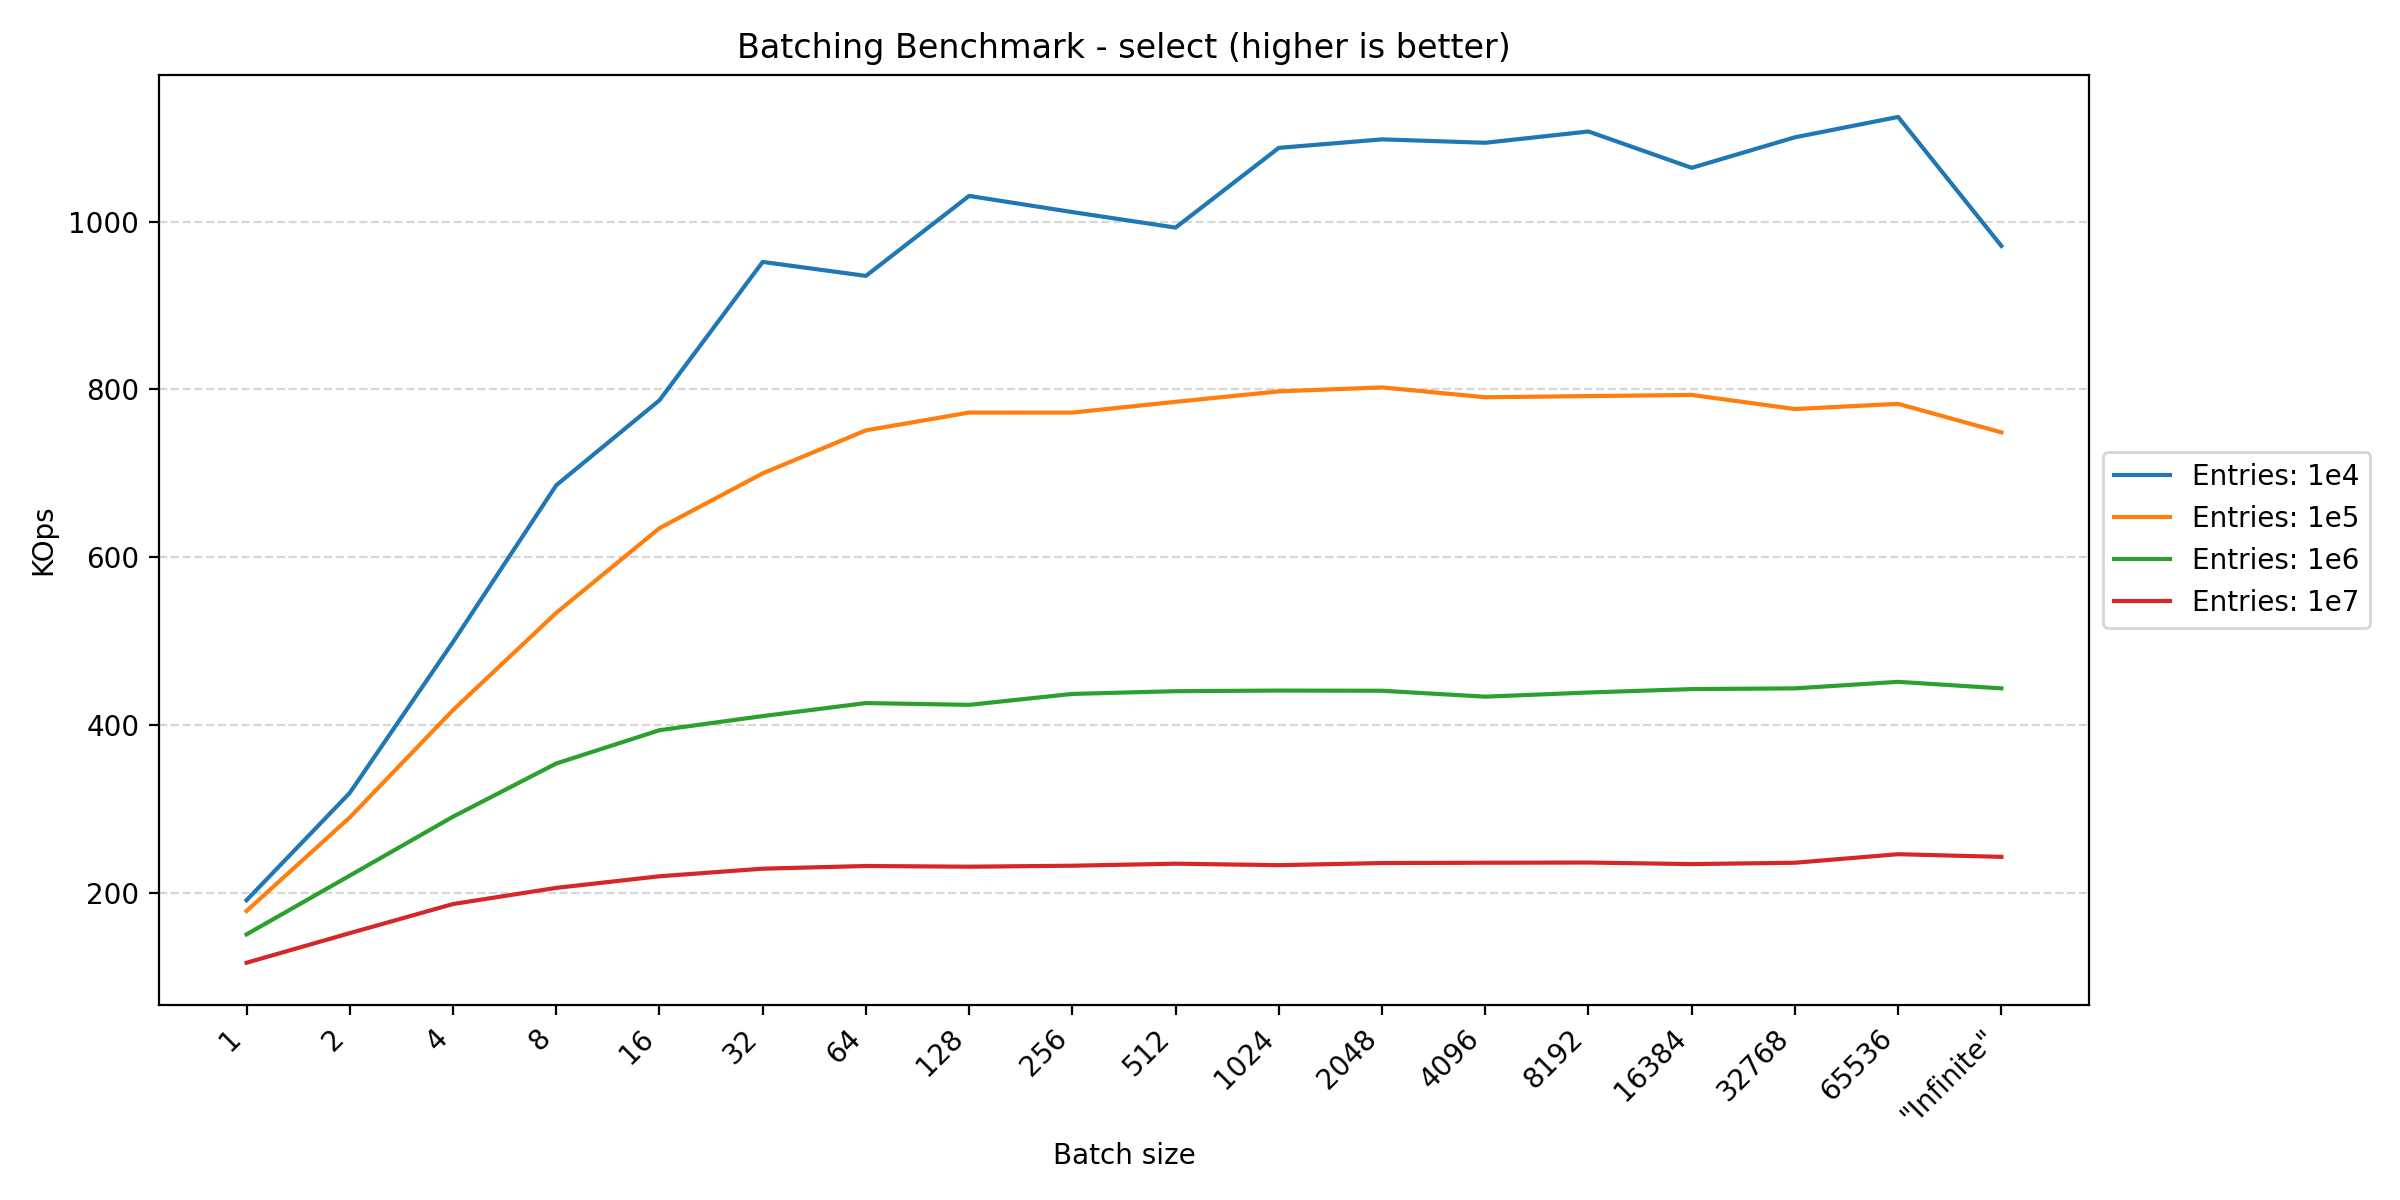 Batching Benchmark - select (higher is better)
KOps
1000
800
600
400
200
1
2
4
8
16
32
64
128
256
512
1024
2048
4096
8192
16384
32768
65536
"Infinite"
Batch size
Entries: 1e4
Entries: 1e5
Entries: 1e6
Entries: 1e7